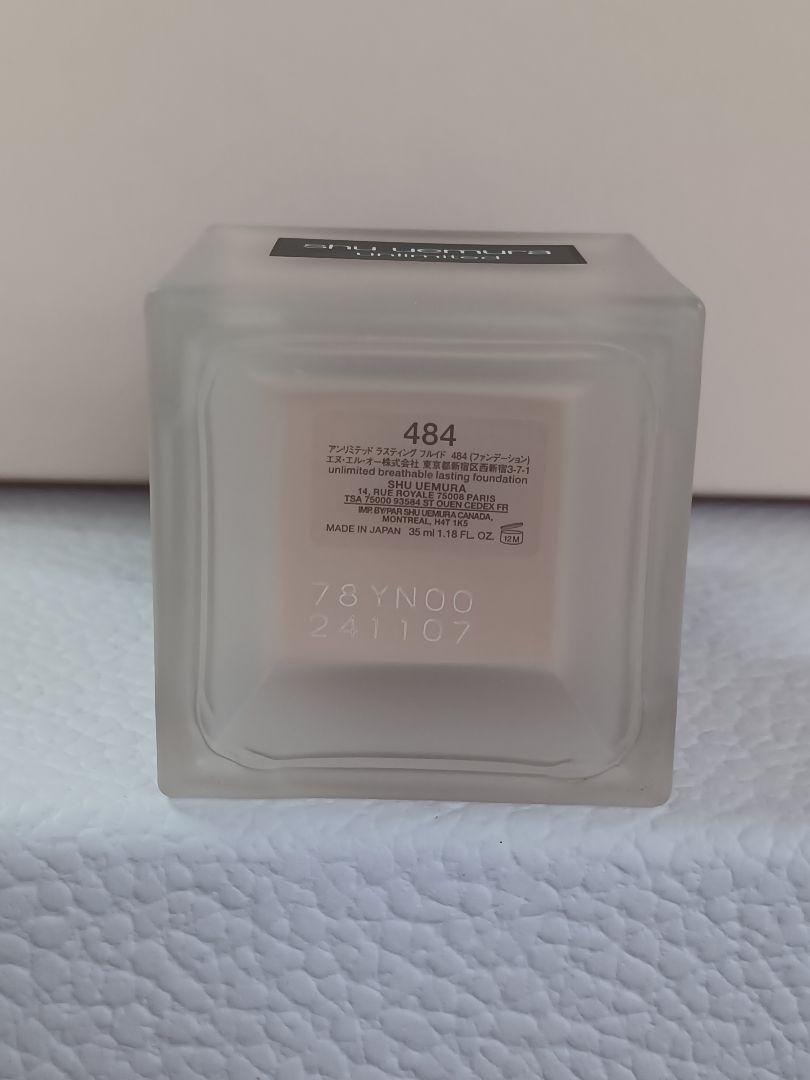 shu uemura
unlimited
484
アンリミテッド ラスティング フルイド 484 (ファンデーション)
エヌ・エル・オー株式会社 東京都新宿区西新宿3-7-1
unlimited breathable lasting foundation
SHU UEMURA
14, RUE ROYALE 75008 PARIS
TSA 75000 93584 ST OUEN CEDEX FR
IMP. BY/PAR SHU UEMURA CANADA,
MONTREAL, H4T 1K5
MADE IN JAPAN 35 ml 1.18 FL. OZ. 12M
78YN00
241107